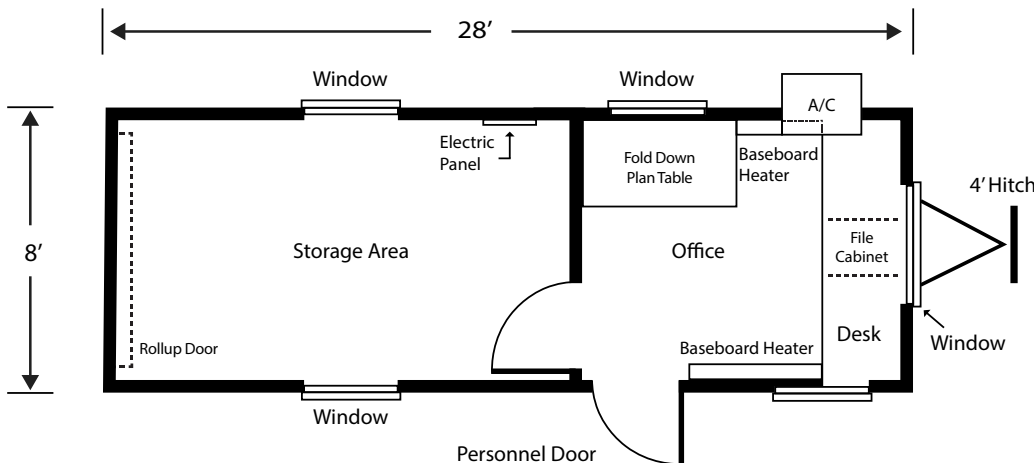 28’
Window
Window
A/C
Electric
Panel
Fold Down
Plan Table
Baseboard
Heater
4’ Hitch
8’
Storage Area
Office
File
Cabinet
Rollup Door
Baseboard Heater
Desk
Window
Window
Personnel Door